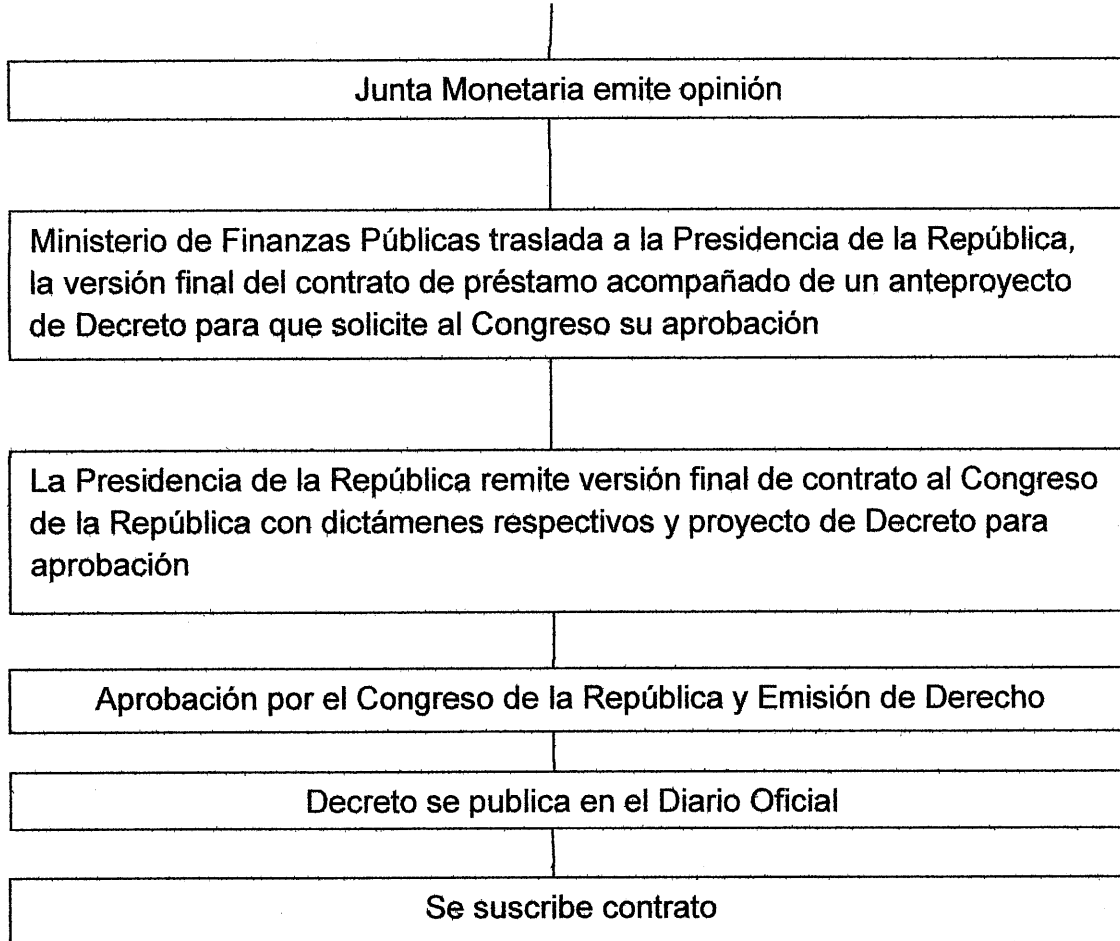 Junta Monetaria emite opinión
Ministerio de Finanzas Públicas traslada a la Presidencia de la República,
la versión final del contrato de préstamo acompañado de un anteproyecto
de Decreto para que solicite al Congreso su aprobación
La Presidencia de la República remite versión final de contrato al Congreso
de la República con dictámenes respectivos y proyecto de Decreto para
aprobación
Aprobación por el Congreso de la República y Emisión de Derecho
Decreto se publica en el Diario Oficial
Se suscribe contrato